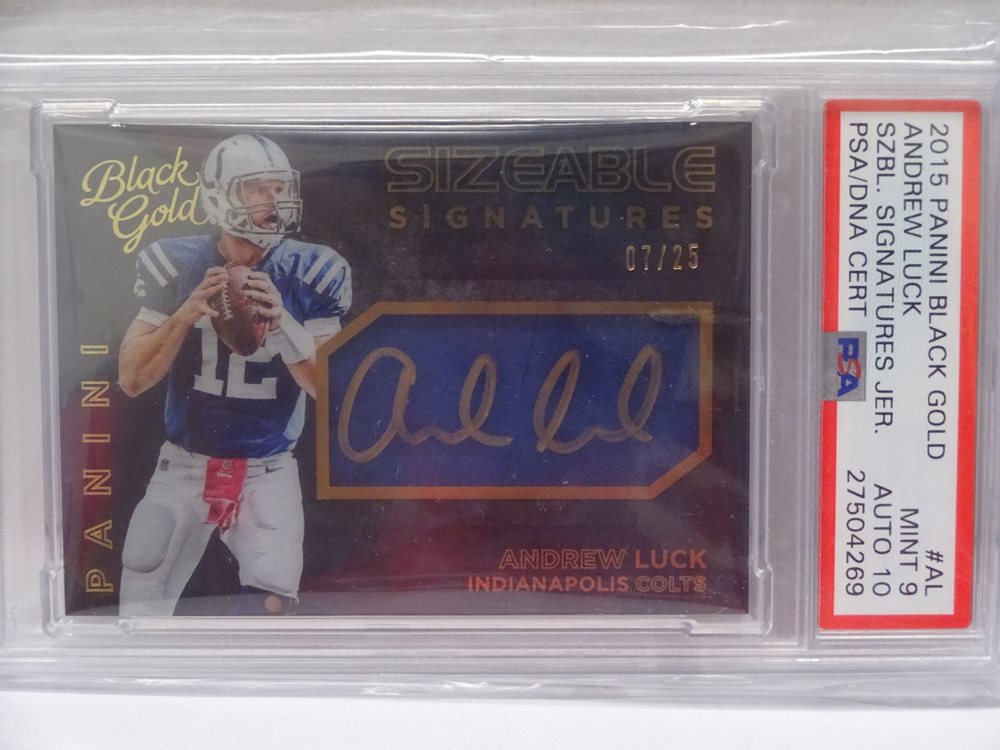 Black
Gold
SIZEABLE
SIGNATURES
07/25
12
PANINI
ANDREW LUCK
INDIANAPOLIS COLTS
2015 PANINI BLACK GOLD #AL
ANDREW LUCK MINT 9
SZBL. SIGNATURES JER. AUTO 10
PSA/DNA CERT 27504269
PSA